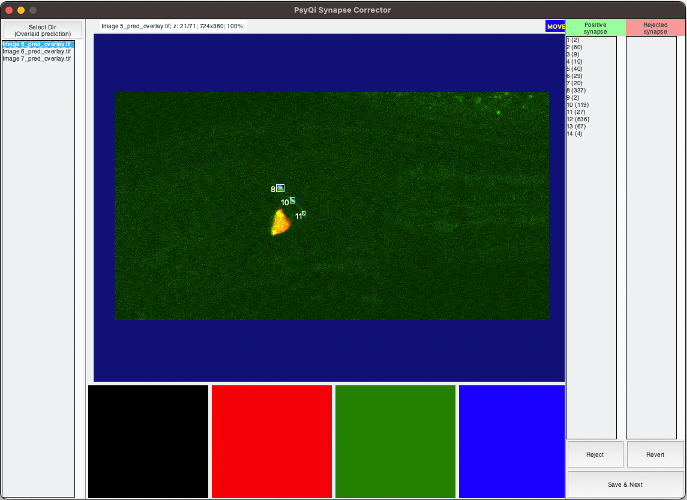 PsyQi Synapse Corrector
Select Dir
(Overlaid prediction)
Image 5_pred_overlay.tif
Image 6_pred_overlay.tif
Image 7_pred_overlay.tif
Image 5_pred_overlay.tif; z: 21/71; 724x380; 100%;
MOVE
8
10
11
Positive
synapse
1 (2)
2 (60)
3 (9)
4 (10)
5 (40)
6 (29)
7 (20)
8 (337)
9 (2)
10 (119)
11 (27)
12 (636)
13 (67)
14 (4)
Rejected
synapse
Reject
Revert
Save & Next